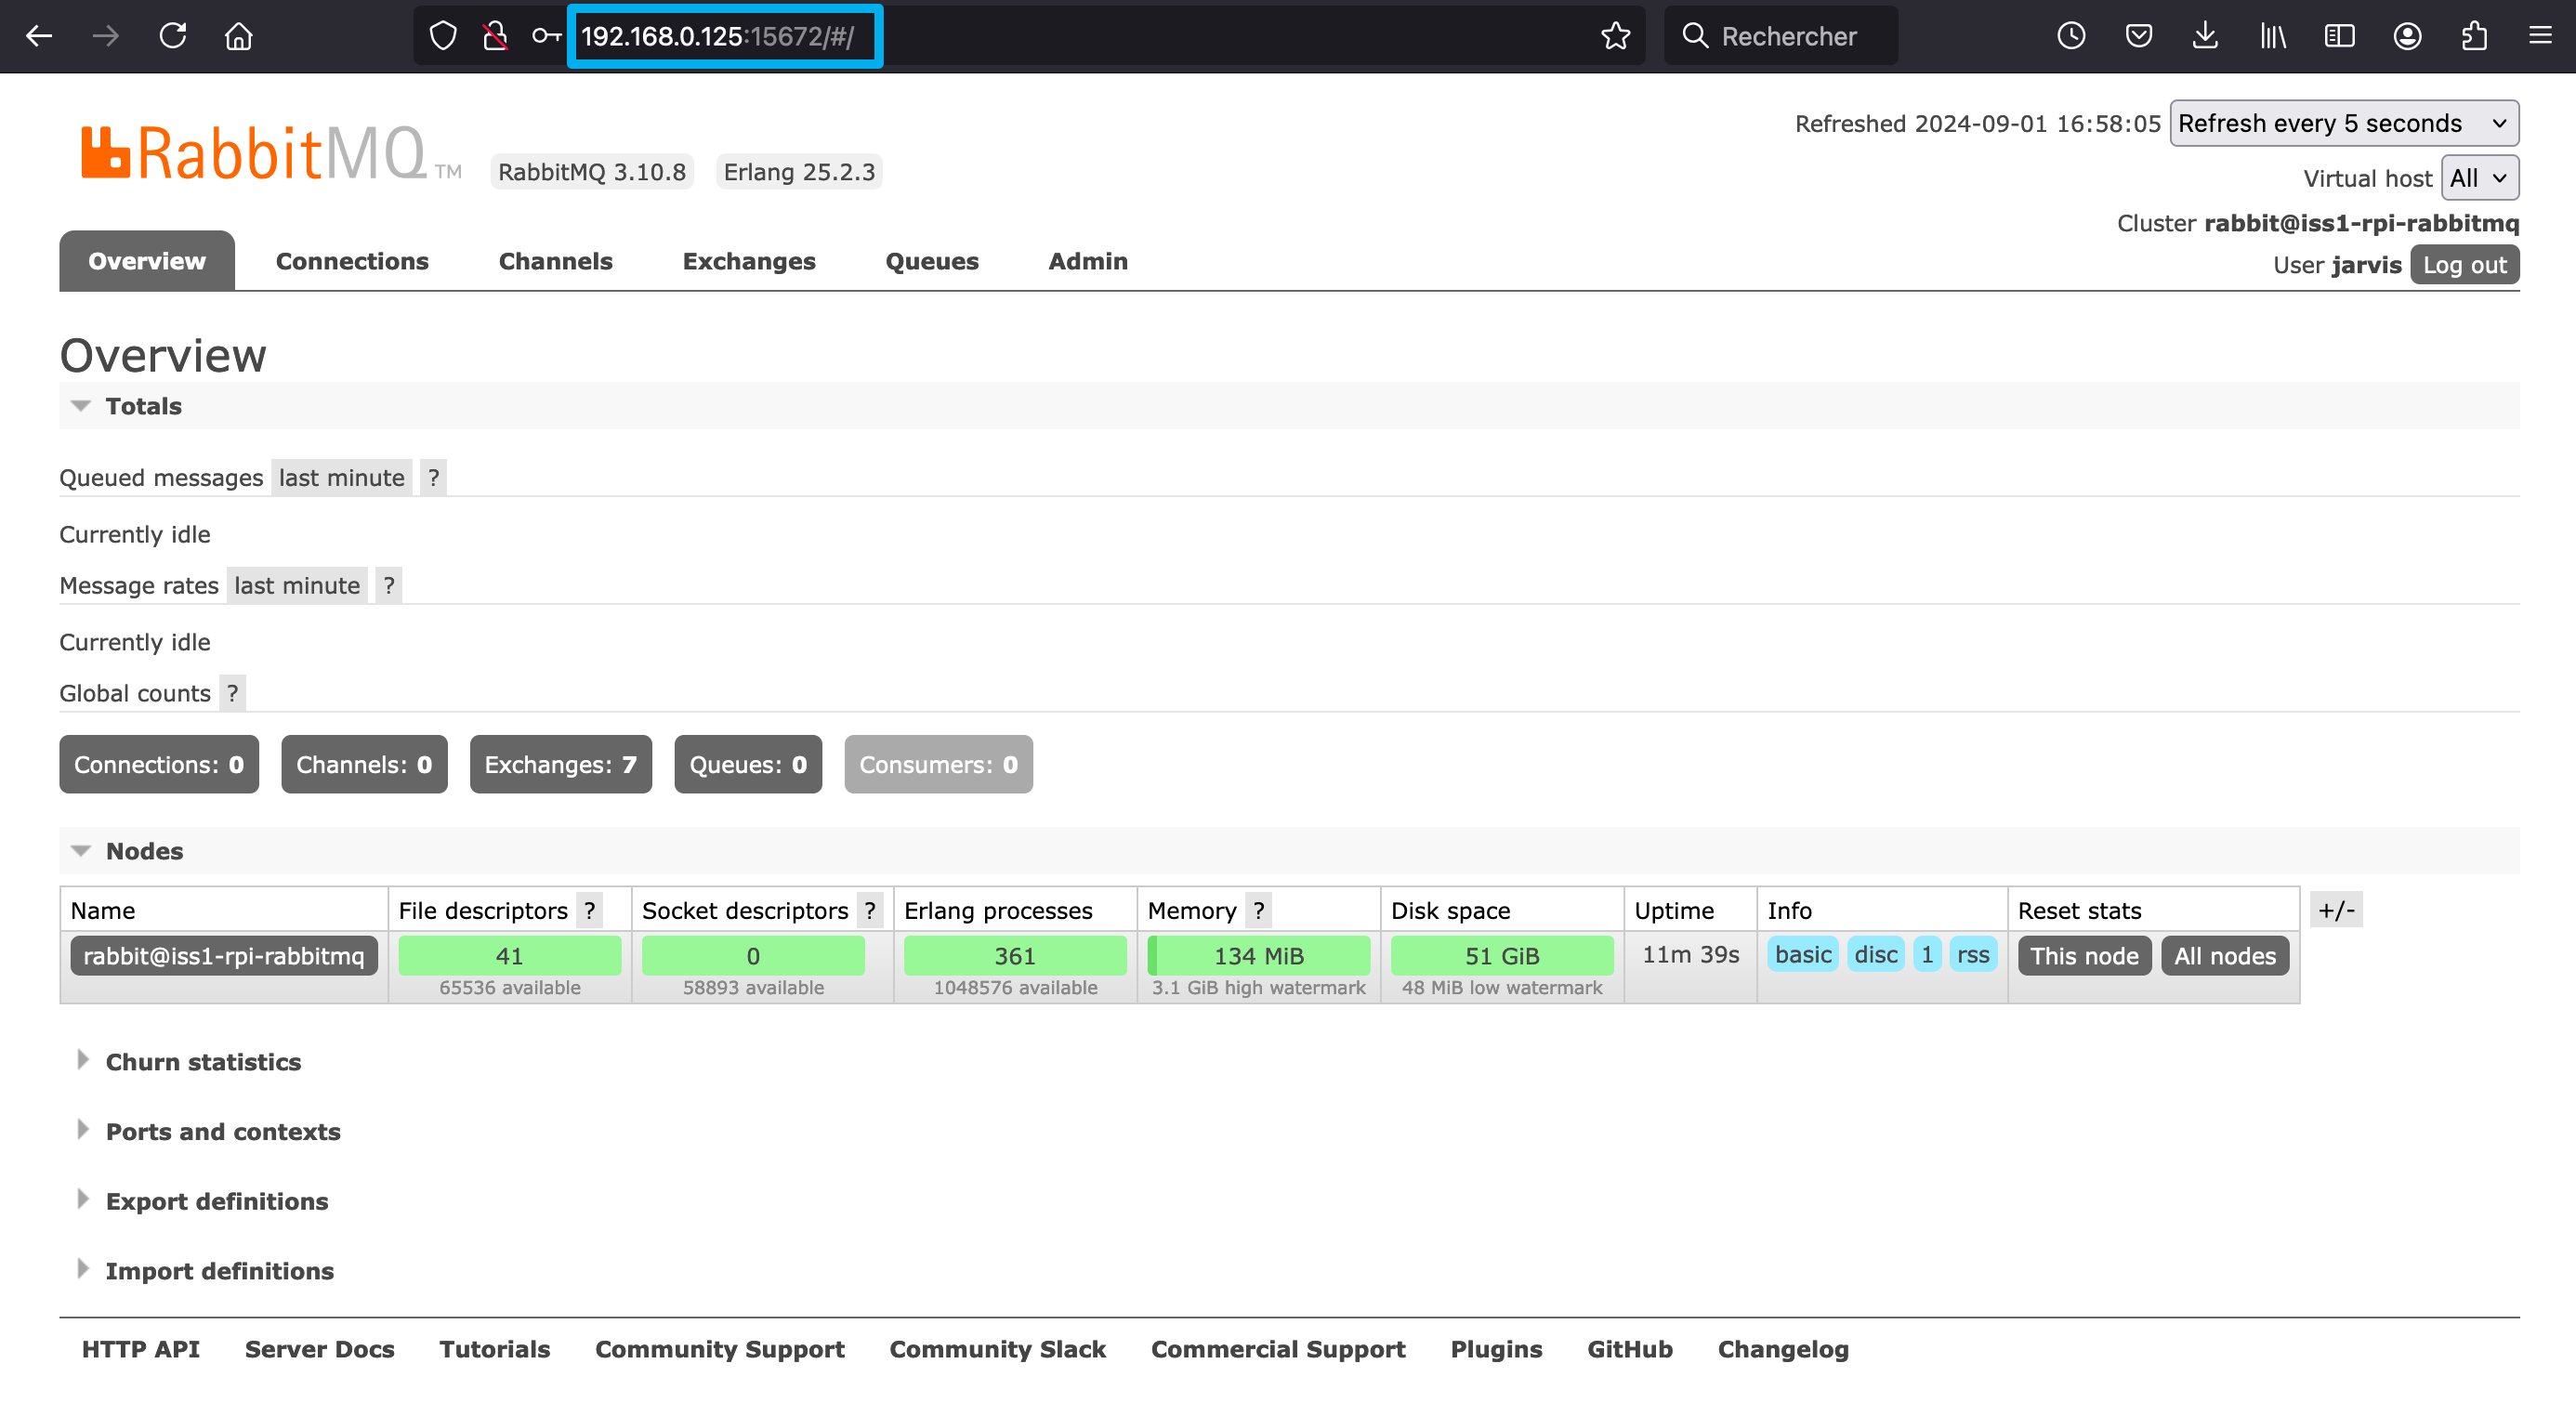 192.168.0.125:15672/#/
Rechercher
RabbitMQ TM
RabbitMQ 3.10.8 Erlang 25.2.3
Refreshed 2024-09-01 16:58:05 Refresh every 5 seconds
Virtual host All
Cluster rabbit@iss1-rpi-rabbitmq
User jarvis Log out
Overview Connections Channels Exchanges Queues Admin
Overview
Totals
Queued messages last minute ?
Currently idle
Message rates last minute ?
Currently idle
Global counts ?
Connections: 0 Channels: 0 Exchanges: 7 Queues: 0 Consumers: 0
Nodes
Name File descriptors ? Socket descriptors ? Erlang processes Memory ? Disk space Uptime Info Reset stats +/-
rabbit@iss1-rpi-rabbitmq 41 0 361 134 MiB 51 GiB 11m 39s basic disc 1 rss This node All nodes
65536 available 58893 available 1048576 available 3.1 GiB high watermark 48 MiB low watermark
Churn statistics
Ports and contexts
Export definitions
Import definitions
HTTP API Server Docs Tutorials Community Support Community Slack Commercial Support Plugins GitHub Changelog